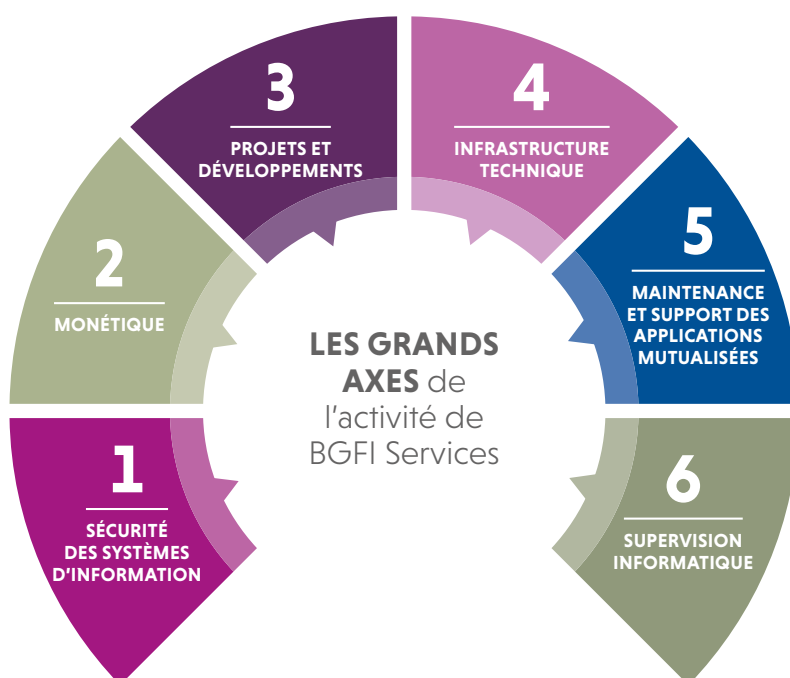 3
PROJETS ET
DÉVELOPPEMENTS
4
INFRASTRUCTURE
TECHNIQUE
2
MONÉTIQUE
5
MAINTENANCE
ET SUPPORT DES
APPLICATIONS
MUTUALISÉES
LES GRANDS
AXES de
l'activité de
BGFI Services
1
SÉCURITÉ
DES SYSTÈMES
D'INFORMATION
6
SUPERVISION
INFORMATIQUE